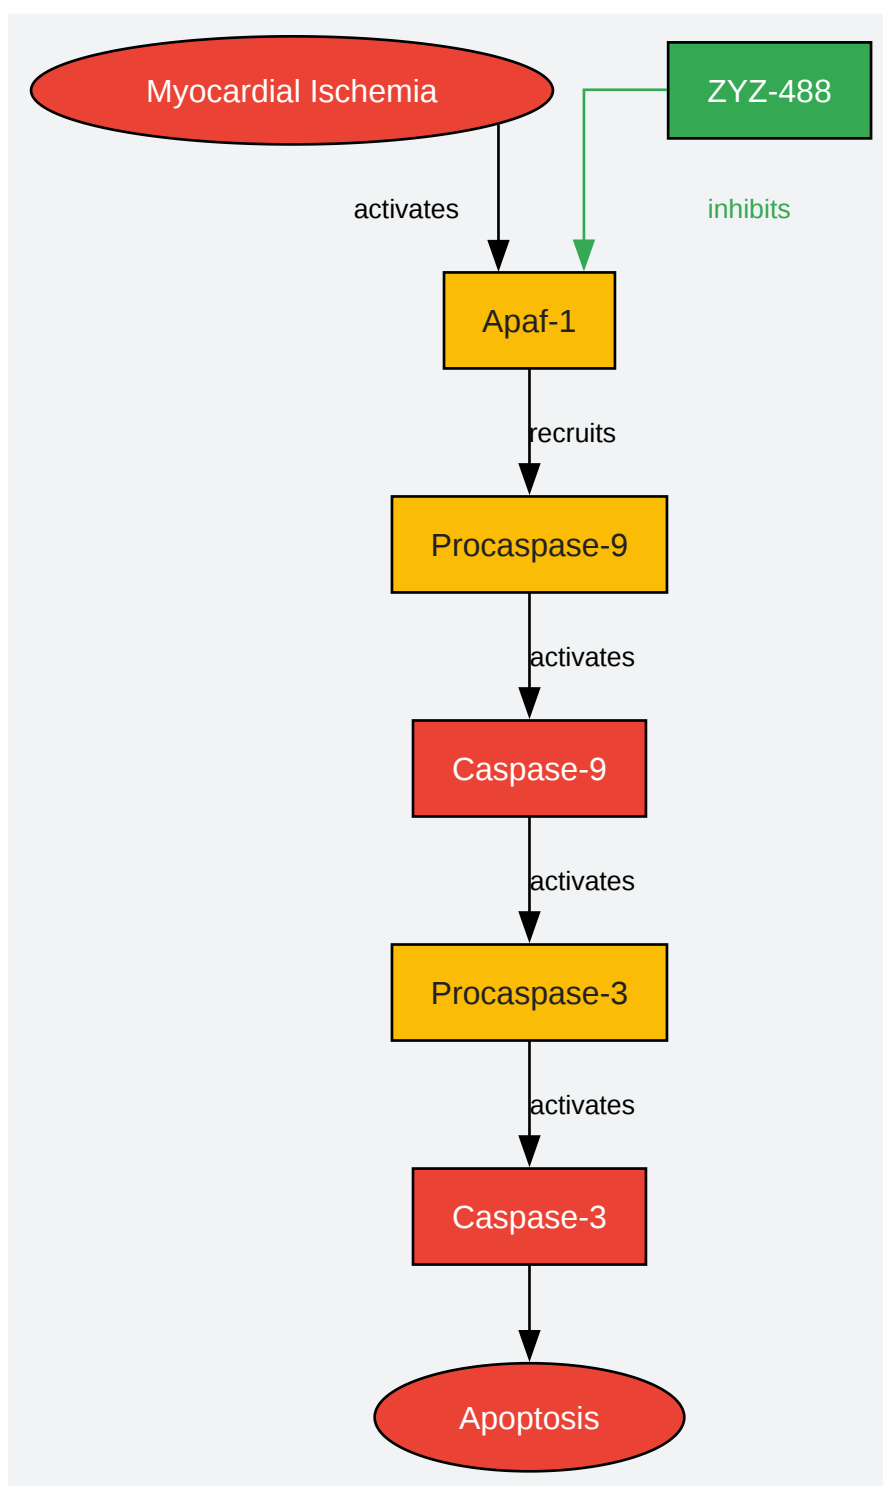 Myocardial Ischemia
ZYZ-488
activates
inhibits
Apaf-1
recruits
Procaspase-9
activates
Caspase-9
activates
Procaspase-3
activates
Caspase-3
Apoptosis